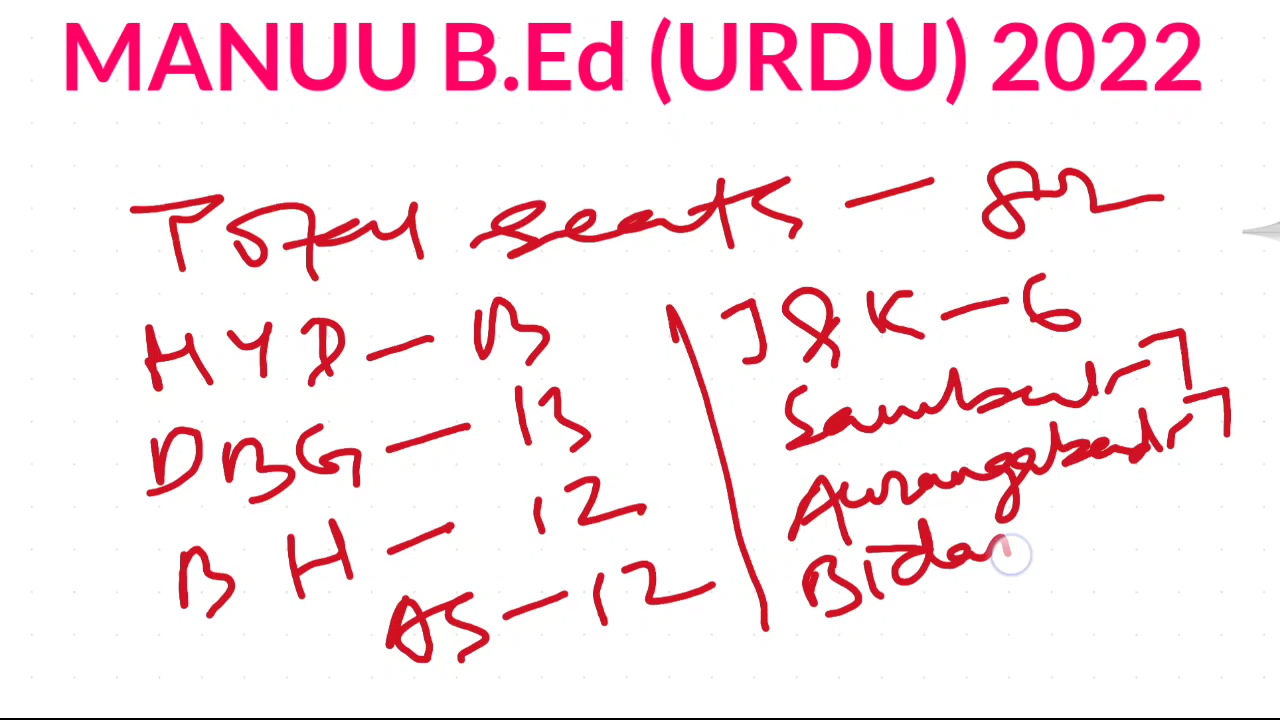 MANUU B.Ed (URDU) 2022
Total seats - 82
HYD - 13
DBG - 13
BH - 12
AS - 12
J & K - 6
Sambal - 7
Aurangabad - 7
Bidar